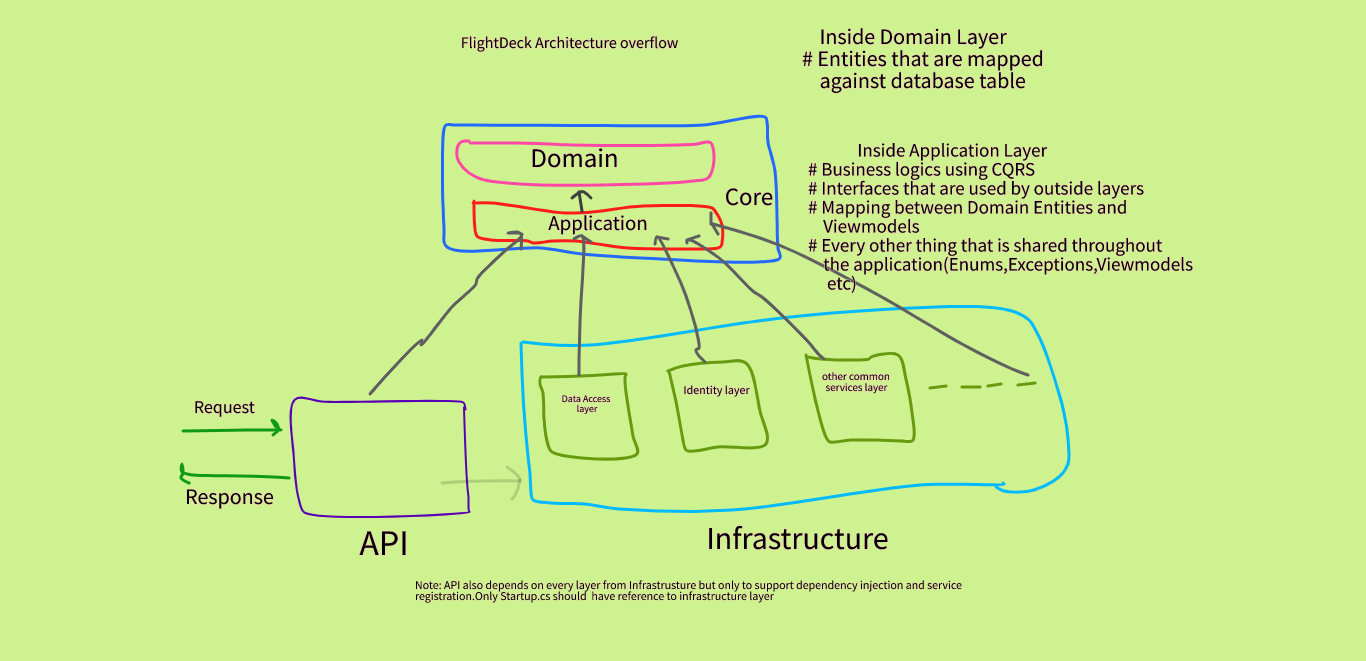 FlightDeck Architecture overflow
Inside Domain Layer
# Entities that are mapped
against database table
Domain
Core
Application
Inside Application Layer
# Business logics using CQRS
# Interfaces that are used by outside layers
# Mapping between Domain Entities and
Viewmodels
# Every other thing that is shared throughout
the application(Enums,Exceptions,Viewmodels
etc)
Request
Response
API
Data Access
layer
Identity layer
other common
services layer
Infrastructure
Note: API also depends on every layer from Infrastrusture but only to support dependency injection and service
registration.Only Startup.cs should have reference to infrastructure layer